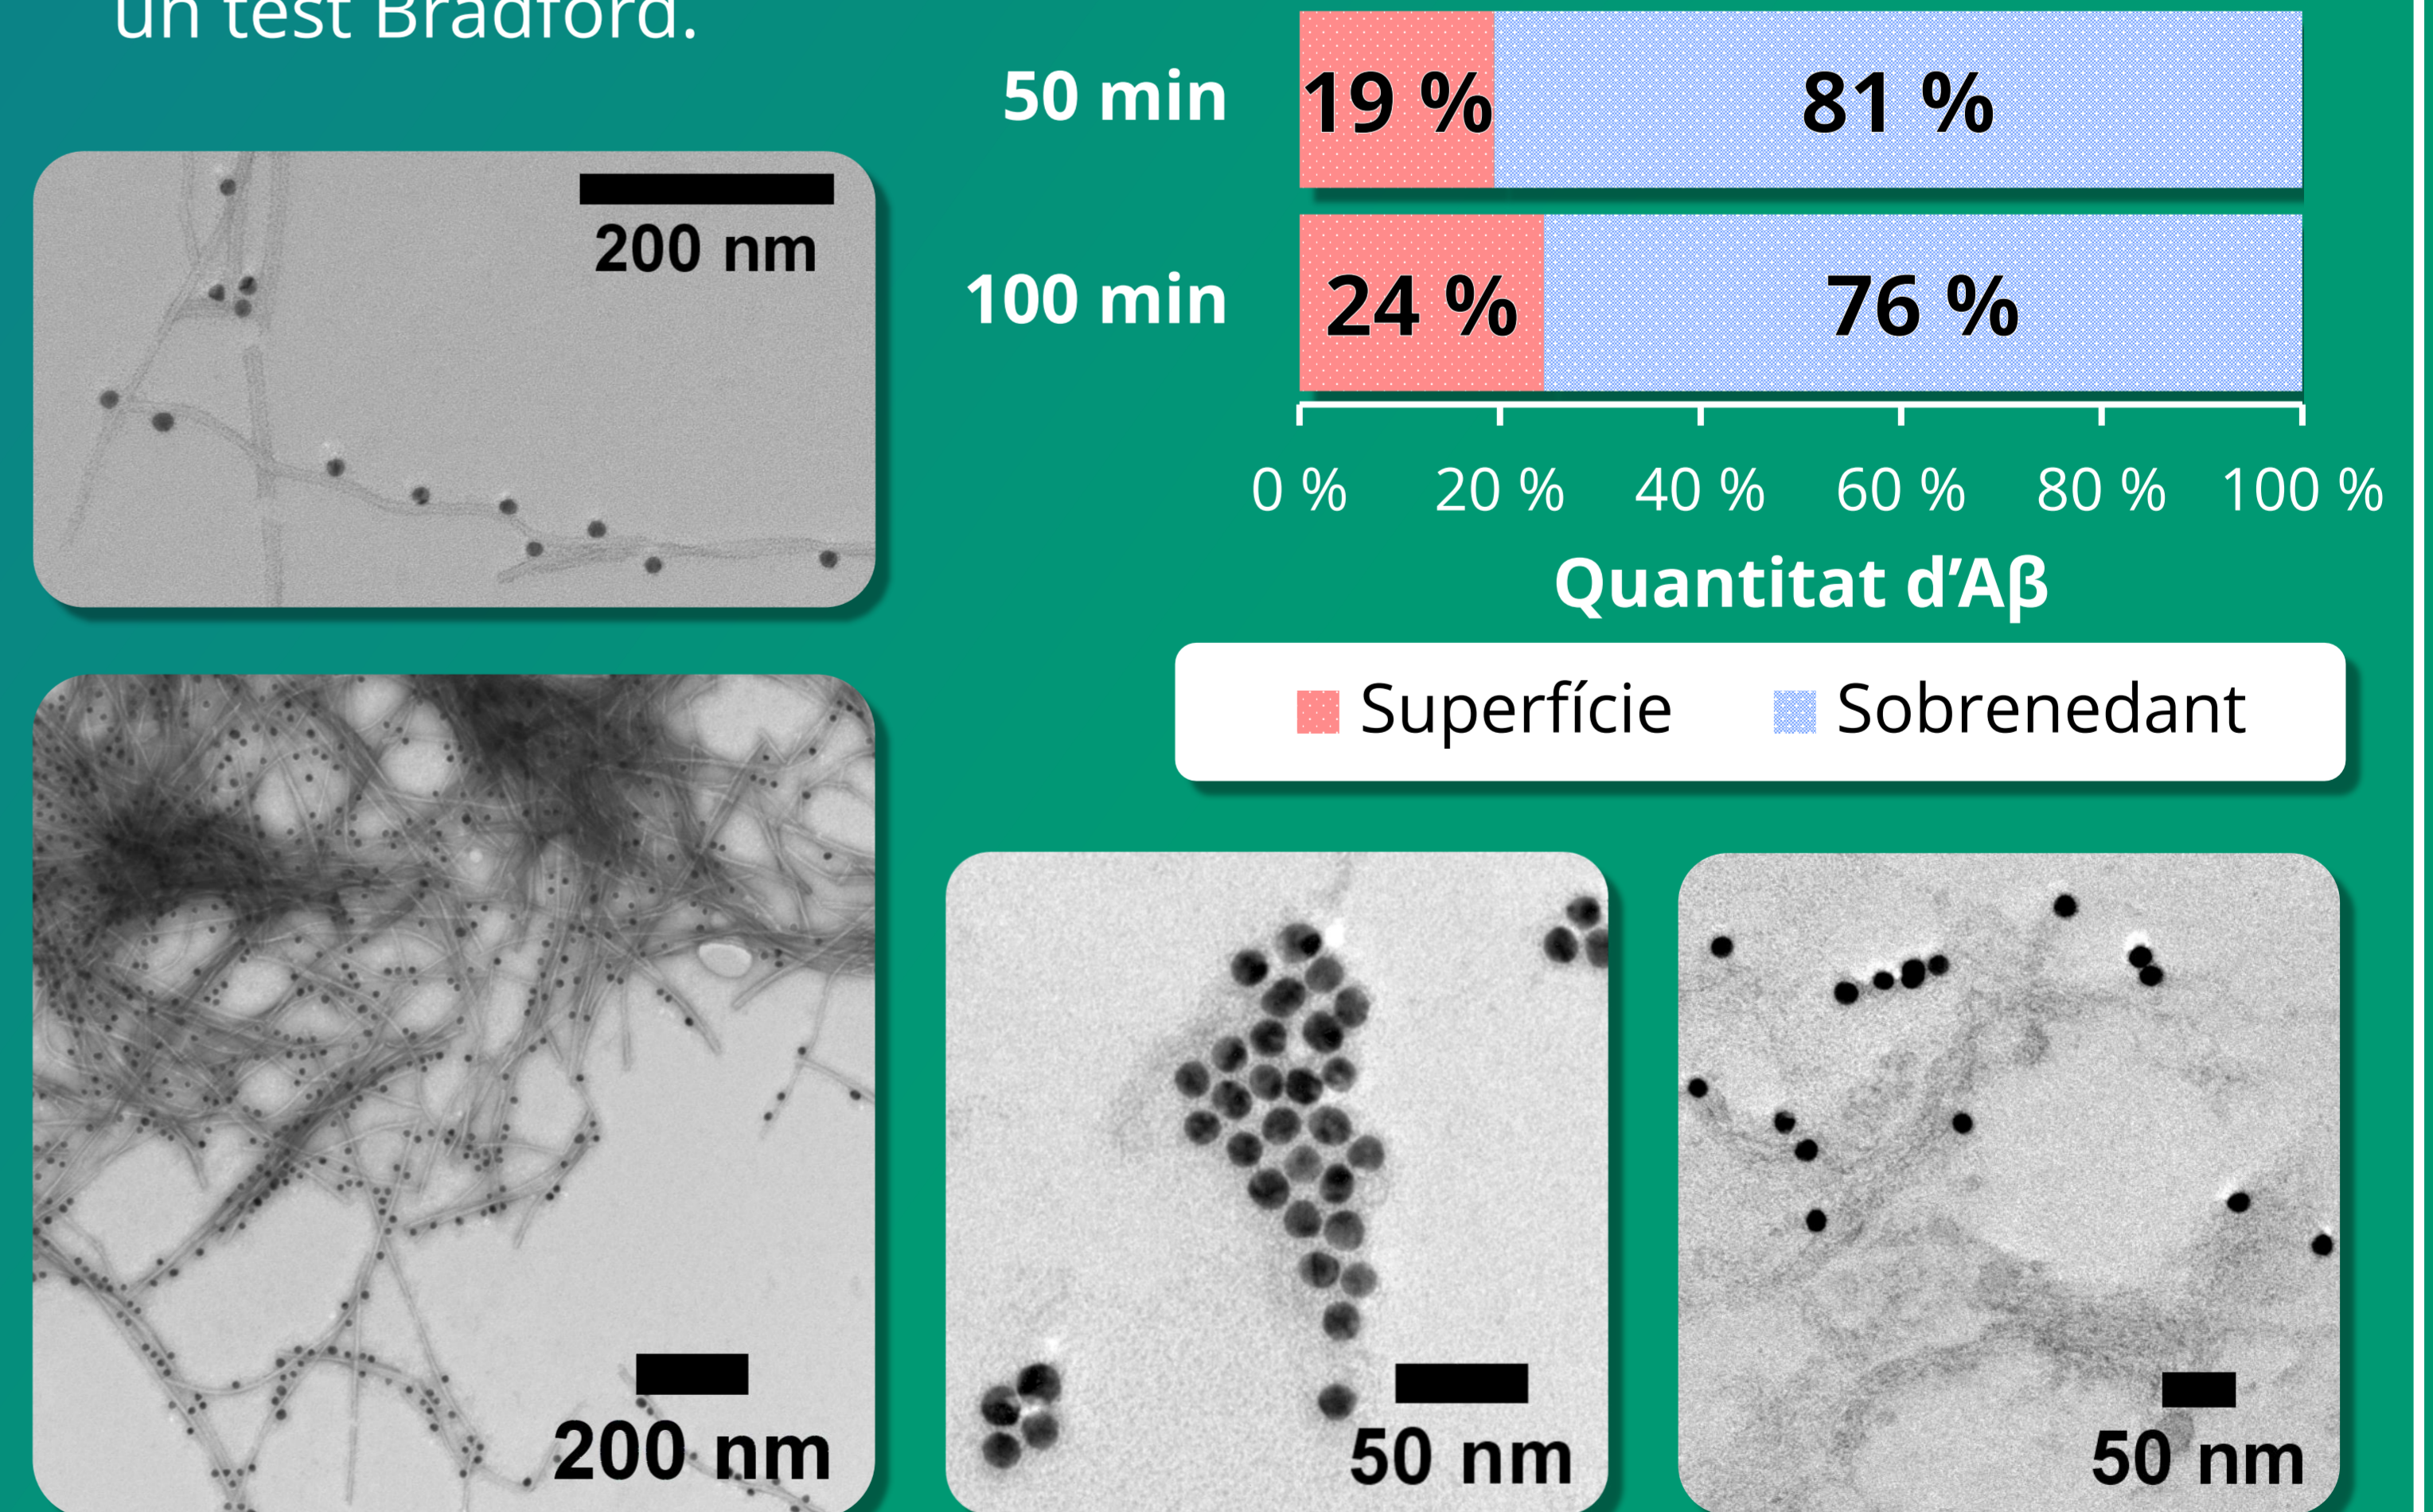 un test Bradford.
50 min
19 %
81 %
100 min
24 %
76 %
0 %
20 %
40 %
60 %
80 %
100 %
Quantitat d’Aβ
Superfície
Sobrenedant
200 nm
200 nm
50 nm
50 nm